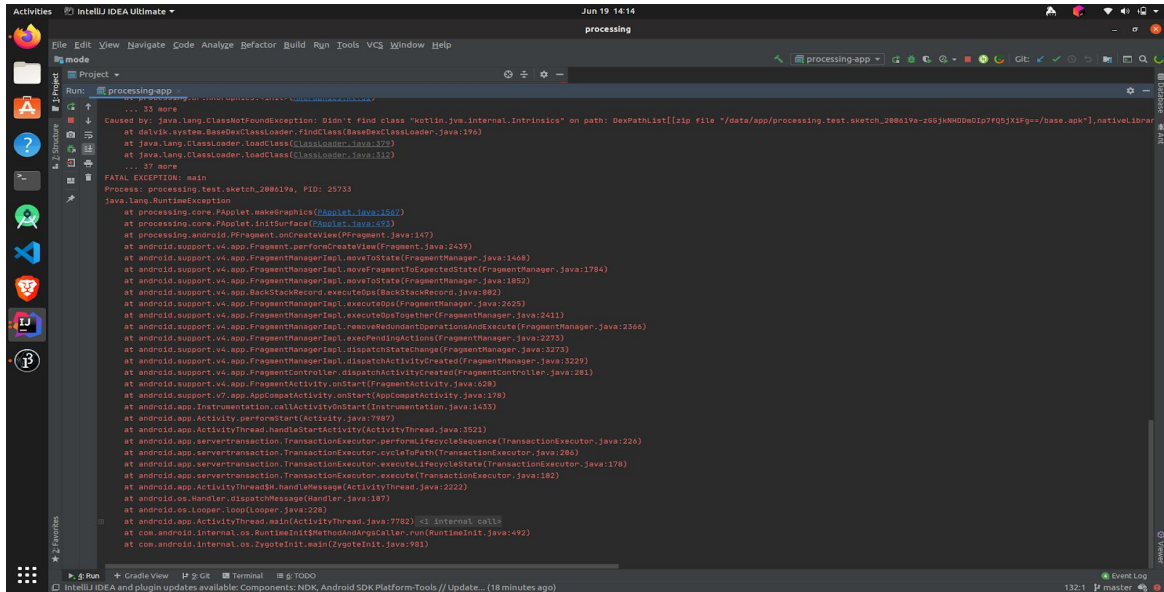 Activities IntelliJ IDEA Ultimate Jun 19 14:14
processing
File Edit View Navigate Code Analyze Refactor Build Run Tools VCS Window Help
mode processing-app Git:
Project
Run: processing-app
... 33 more
Caused by: java.lang.ClassNotFoundException: Didn't find class "kotlin.jvm.internal.Intrinsics" on path: DexPathList[[zip file "/data/app/processing.test.sketch_200619a-zGGjkNHDDmOIp7fQ5jXiFg==/base.apk"],nativeLibrar
at dalvik.system.BaseDexClassLoader.findClass(BaseDexClassLoader.java:196)
at java.lang.ClassLoader.loadClass(ClassLoader.java:379)
at java.lang.ClassLoader.loadClass(ClassLoader.java:312)
... 37 more
FATAL EXCEPTION: main
Process: processing.test.sketch_200619a, PID: 25733
java.lang.RuntimeException
at processing.core.PApplet.makeGraphics(PApplet.java:1567)
at processing.core.PApplet.initSurface(PApplet.java:493)
at processing.android.PFragment.onCreateView(PFragment.java:147)
at android.support.v4.app.Fragment.performCreateView(Fragment.java:2439)
at android.support.v4.app.FragmentManagerImpl.moveToState(FragmentManager.java:1460)
at android.support.v4.app.FragmentManagerImpl.moveFragmentToExpectedState(FragmentManager.java:1784)
at android.support.v4.app.FragmentManagerImpl.moveToState(FragmentManager.java:1852)
at android.support.v4.app.BackStackRecord.executeOps(BackStackRecord.java:802)
at android.support.v4.app.FragmentManagerImpl.executeOps(FragmentManager.java:2625)
at android.support.v4.app.FragmentManagerImpl.executeOpsTogether(FragmentManager.java:2411)
at android.support.v4.app.FragmentManagerImpl.removeRedundantOperationsAndExecute(FragmentManager.java:2366)
at android.support.v4.app.FragmentManagerImpl.execPendingActions(FragmentManager.java:2273)
at android.support.v4.app.FragmentManagerImpl.dispatchStateChange(FragmentManager.java:3273)
at android.support.v4.app.FragmentManagerImpl.dispatchActivityCreated(FragmentManager.java:3229)
at android.support.v4.app.FragmentController.dispatchActivityCreated(FragmentController.java:201)
at android.support.v4.app.FragmentActivity.onStart(FragmentActivity.java:620)
at android.support.v7.app.AppCompatActivity.onStart(AppCompatActivity.java:178)
at android.app.Instrumentation.callActivityOnStart(Instrumentation.java:1433)
at android.app.Activity.performStart(Activity.java:7987)
at android.app.ActivityThread.handleStartActivity(ActivityThread.java:3521)
at android.app.servertransaction.TransactionExecutor.performLifecycleSequence(TransactionExecutor.java:226)
at android.app.servertransaction.TransactionExecutor.cycleToPath(TransactionExecutor.java:206)
at android.app.servertransaction.TransactionExecutor.executeLifecycleState(TransactionExecutor.java:178)
at android.app.servertransaction.TransactionExecutor.execute(TransactionExecutor.java:102)
at android.app.ActivityThread$H.handleMessage(ActivityThread.java:2222)
at android.os.Handler.dispatchMessage(Handler.java:107)
at android.os.Looper.loop(Looper.java:228)
at android.app.ActivityThread.main(ActivityThread.java:7782) <1 internal call>
at com.android.internal.os.RuntimeInit$MethodAndArgsCaller.run(RuntimeInit.java:492)
at com.android.internal.os.ZygoteInit.main(ZygoteInit.java:981)
1: Project
Z: Structure
2: Favorites
Database
Ant
Viewer
4: Run Gradle View 9: Git Terminal 6: TODO Event Log
IntelliJ IDEA and plugin updates available: Components: NDK, Android SDK Platform-Tools // Update... (18 minutes ago) 132:1 master